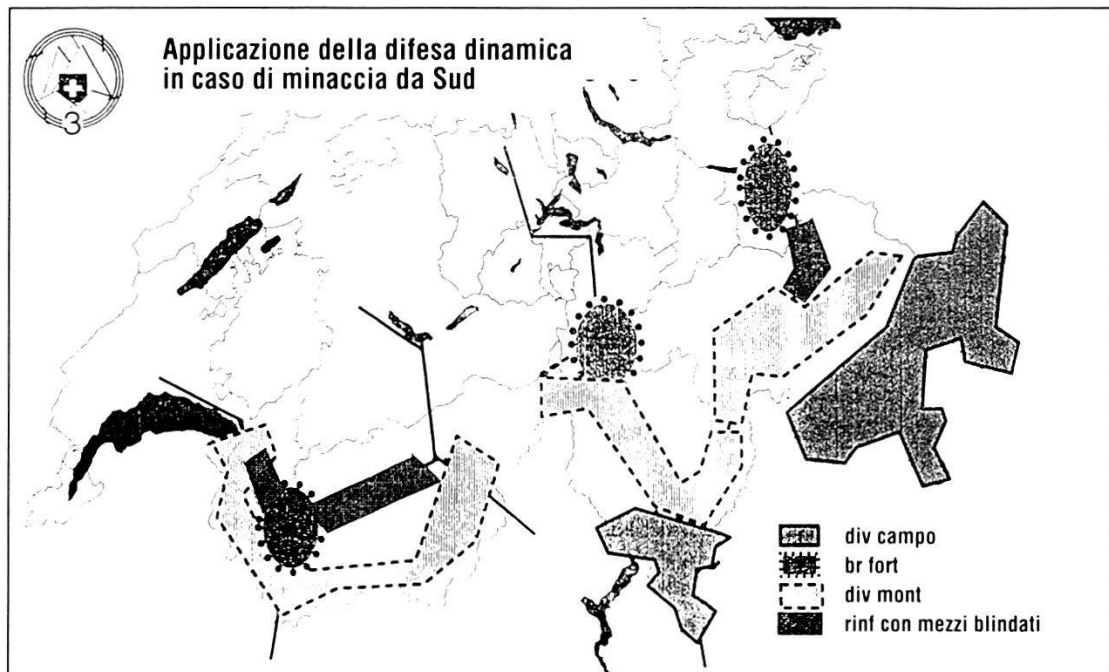 Applicazione della difesa dinamica
in caso di minaccia da Sud
3
div campo
br fort
div mont
rinf con mezzi blindati